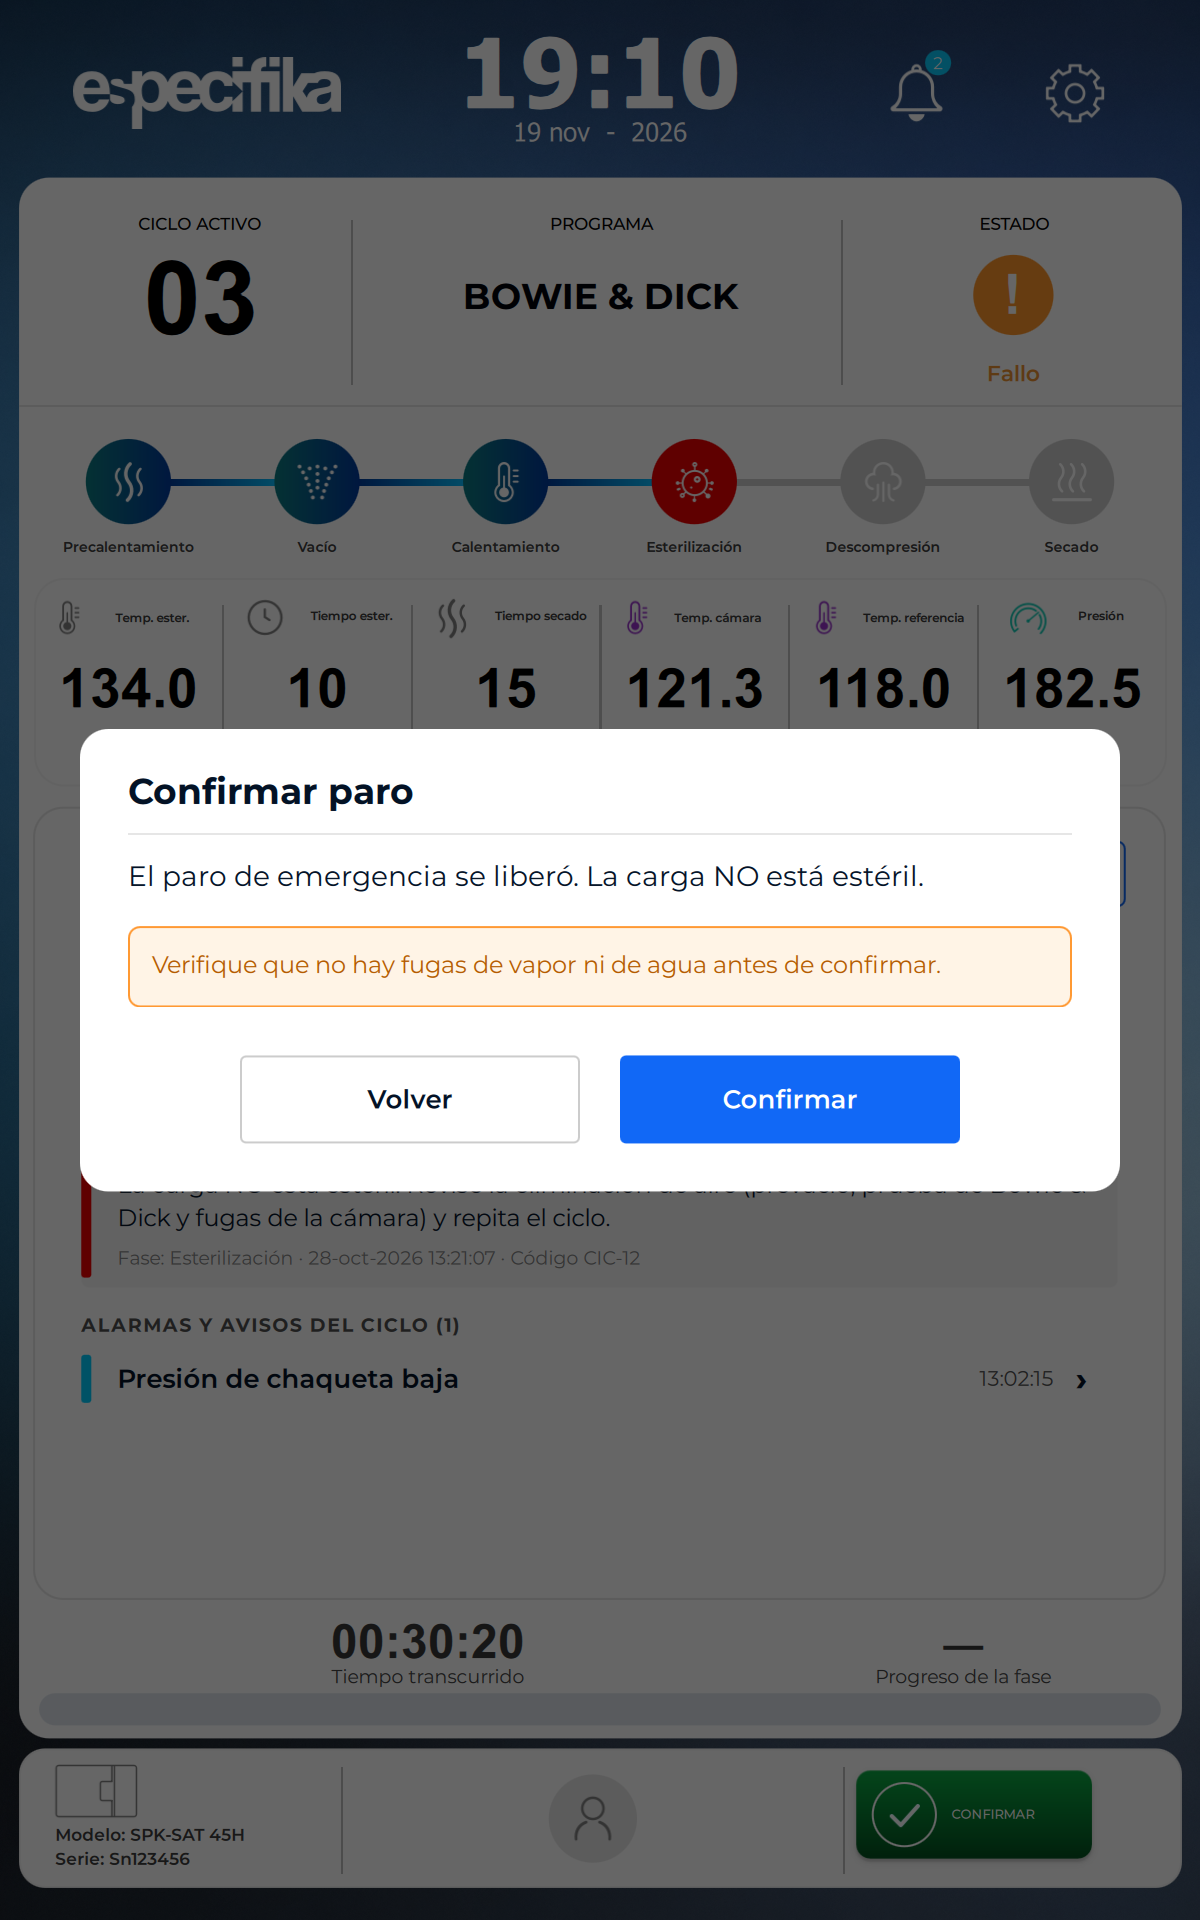 especifika
19:10
19 nov - 2026
2
CICLO ACTIVO
PROGRAMA
ESTADO
03
BOWIE & DICK
!
Fallo
Precalentamiento
Vacío
Calentamiento
Esterilización
Descompresión
Secado
Temp. ester.
Tiempo ester.
Tiempo secado
Temp. cámara
Temp. referencia
Presión
134.0
10
15
121.3
118.0
182.5
Confirmar paro
El paro de emergencia se liberó. La carga NO está estéril.
Verifique que no hay fugas de vapor ni de agua antes de confirmar.
Volver
Confirmar
Dick y fugas de la cámara) y repita el ciclo.
Fase: Esterilización · 28-oct-2026 13:21:07 · Código CIC-12
ALARMAS Y AVISOS DEL CICLO (1)
Presión de chaqueta baja
13:02:15 ›
00:30:20
Tiempo transcurrido
—
Progreso de la fase
Modelo: SPK-SAT 45H
Serie: Sn123456
CONFIRMAR